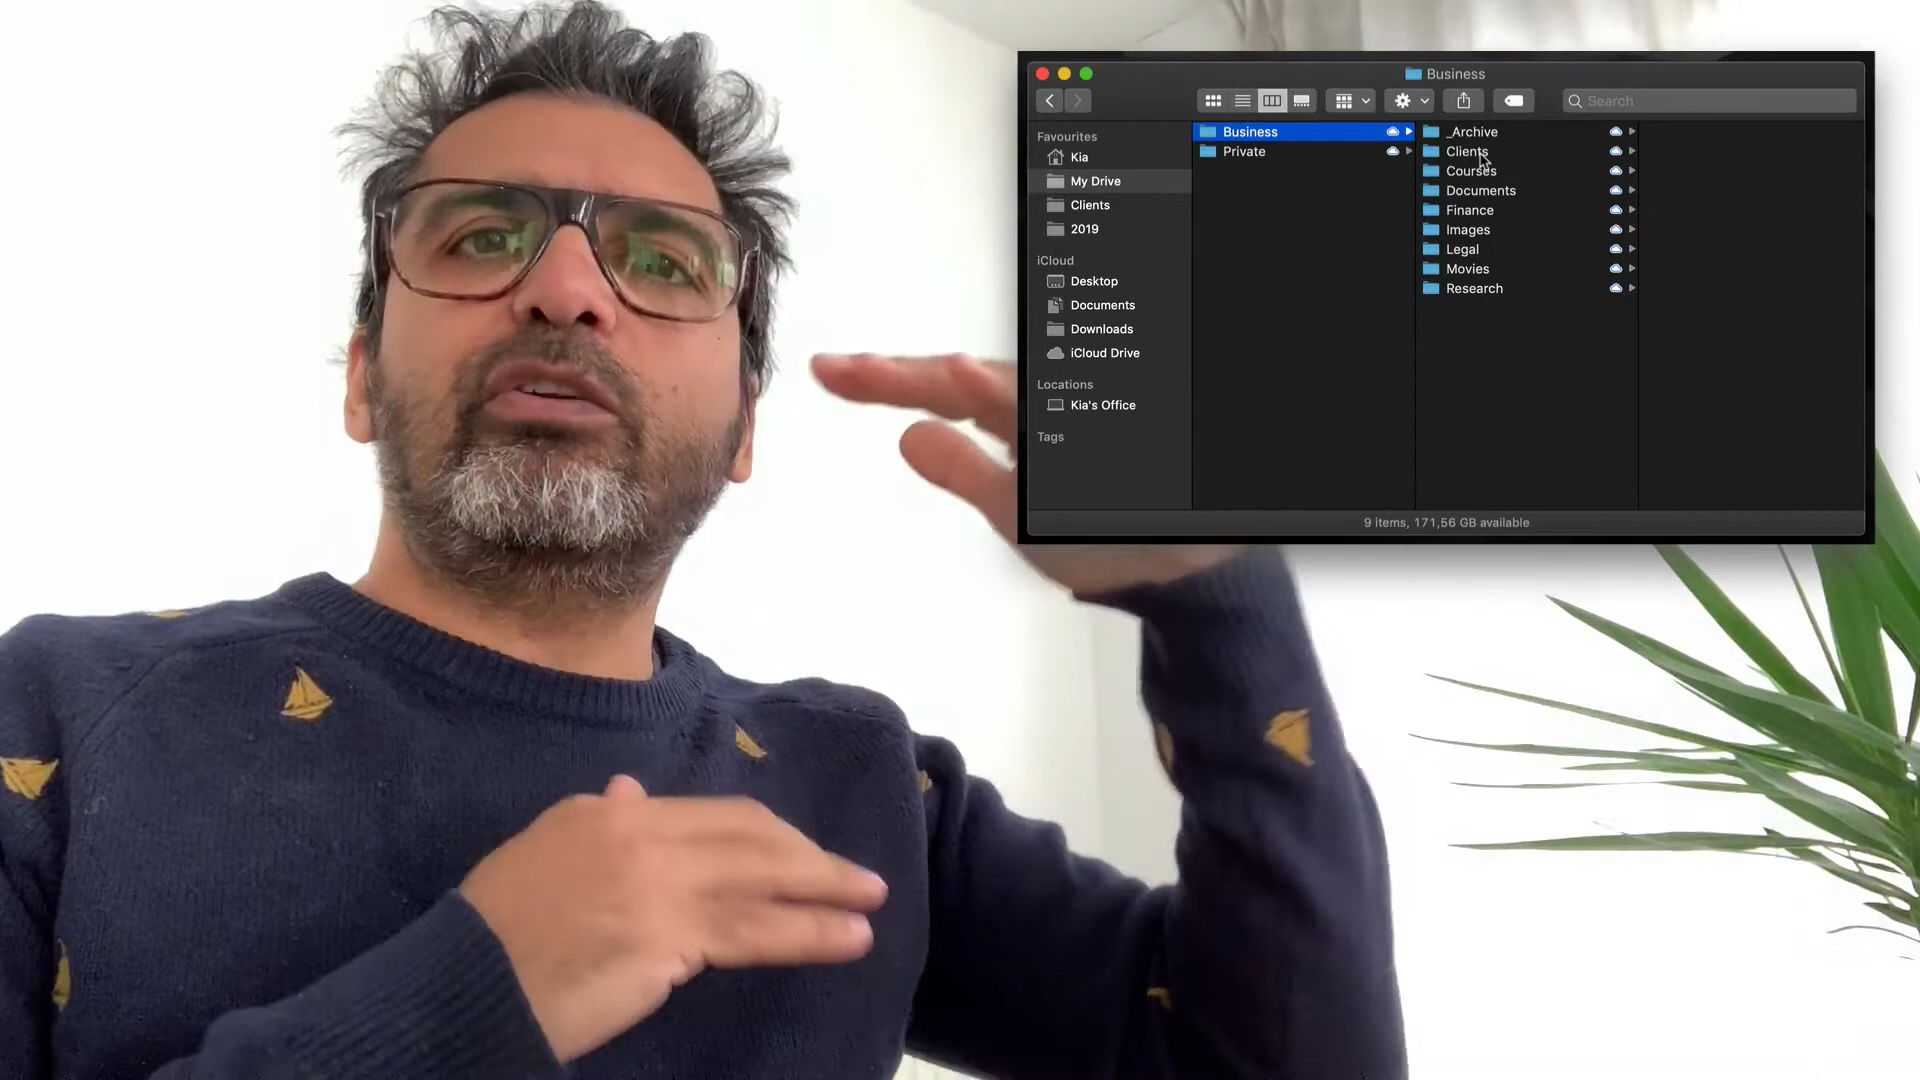 Business
Search
Favourites
Kia
My Drive
Clients
2019
iCloud
Desktop
Documents
Downloads
iCloud Drive
Locations
Kia's Office
Tags
Business
Private
_Archive
Clients
Courses
Documents
Finance
Images
Legal
Movies
Research
9 items, 171,56 GB available